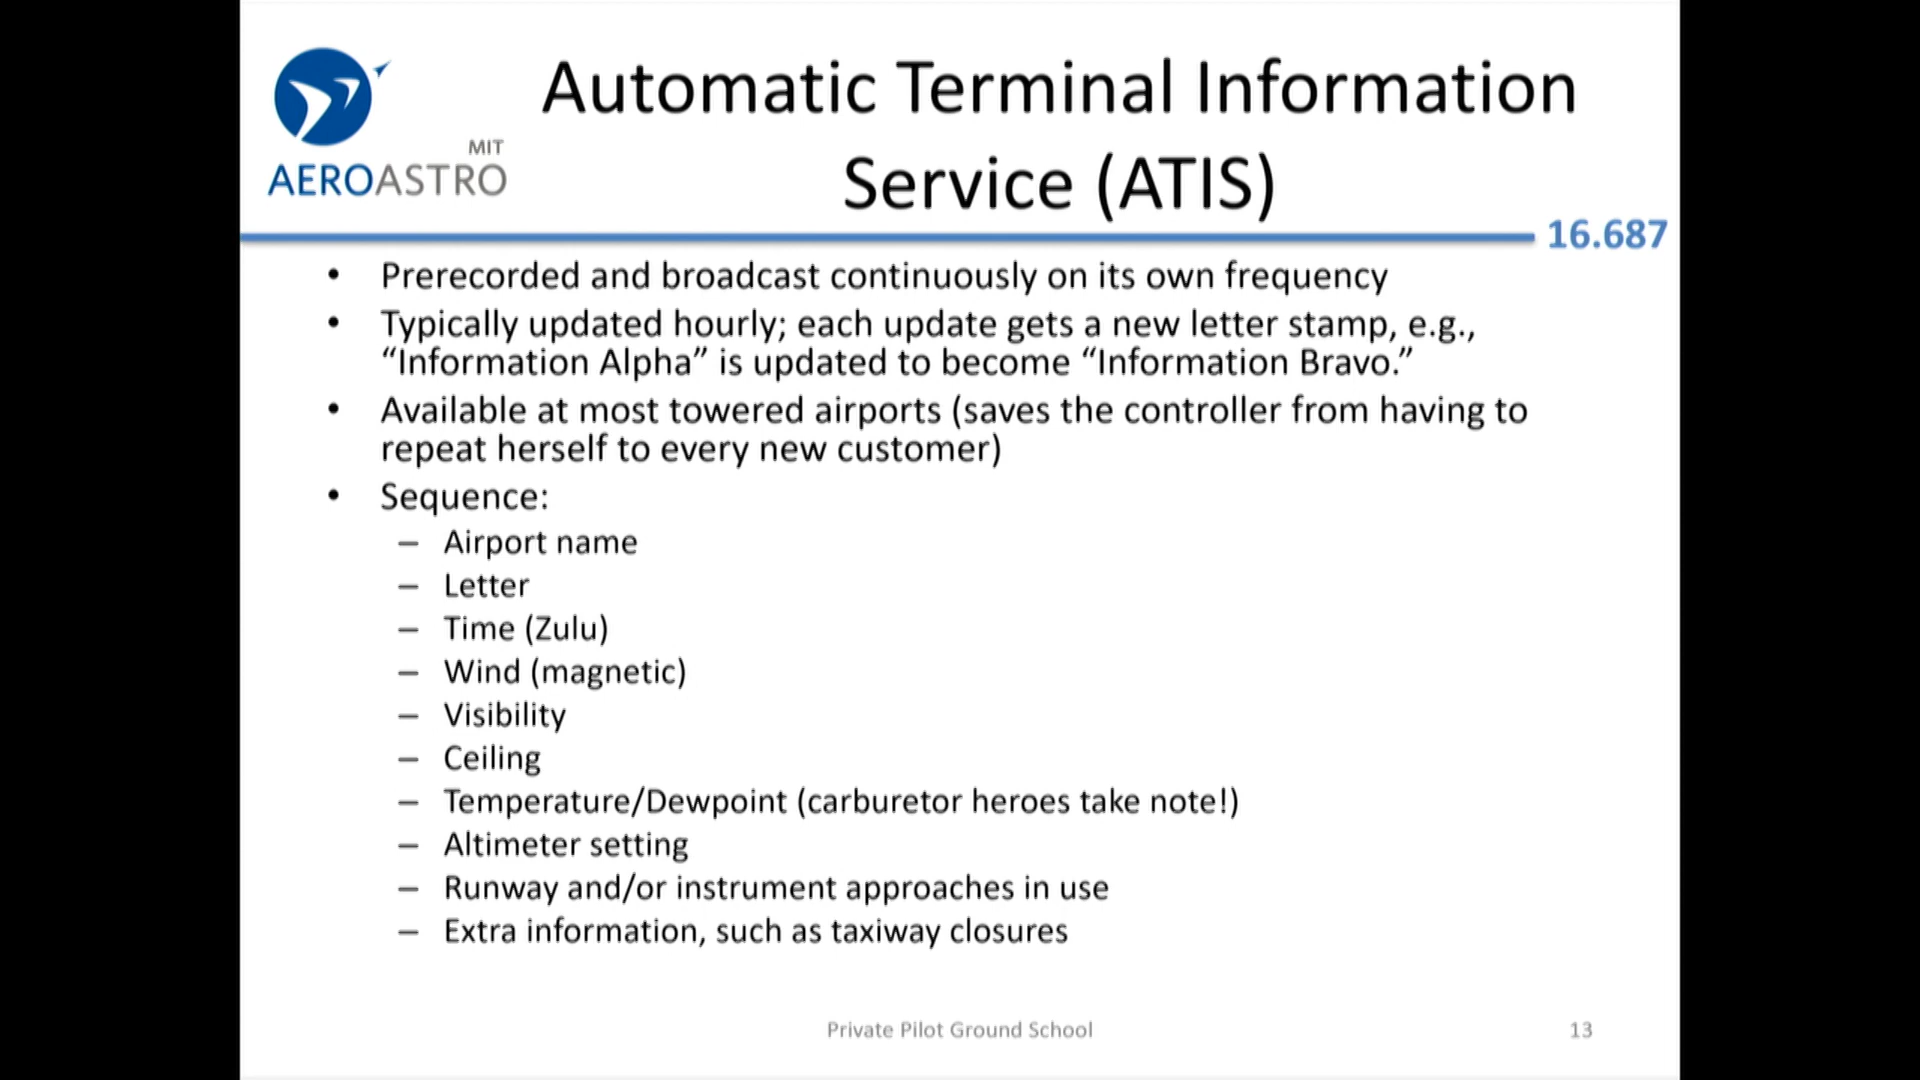 MIT
AEROASTRO
Automatic Terminal Information
Service (ATIS)
16.687
• Prerecorded and broadcast continuously on its own frequency
• Typically updated hourly; each update gets a new letter stamp, e.g.,
“Information Alpha” is updated to become “Information Bravo.”
• Available at most towered airports (saves the controller from having to
repeat herself to every new customer)
• Sequence:
– Airport name
– Letter
– Time (Zulu)
– Wind (magnetic)
– Visibility
– Ceiling
– Temperature/Dewpoint (carburetor heroes take note!)
– Altimeter setting
– Runway and/or instrument approaches in use
– Extra information, such as taxiway closures
Private Pilot Ground School
13